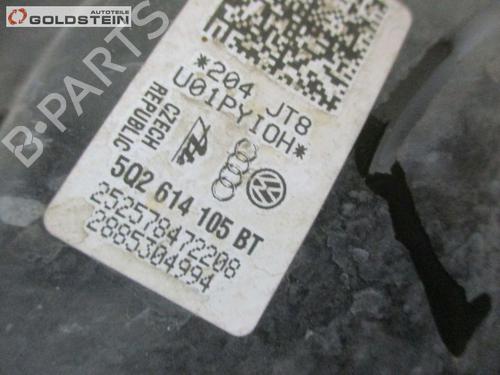 Autoteile
GOLDSTEIN
B-PARTS
*204 JT8
U01PYIOH*
CZECH
REPUBLIC
5Q2 614 105 BT
252578472208
2885304994